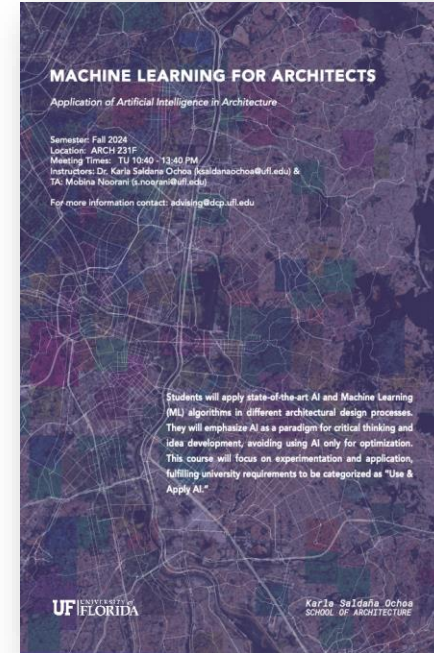 MACHINE LEARNING FOR ARCHITECTS
Application of Artificial Intelligence in Architecture
Semester: Fall 2024
Location: ARCH 231F
Meeting Times: TU 10:40 - 13:40 PM
Instructors: Dr. Karla Saldana Ochoa (ksaldanaochoa@ufl.edu) &
TA: Mobina Noorani (s.noorani@ufl.edu)
For more information contact: advising@dcp.ufl.edu
Students will apply state-of-the-art AI and Machine Learning
(ML) algorithms in different architectural design processes.
They will emphasize AI as a paradigm for critical thinking and
idea development, avoiding using AI only for optimization.
This course will focus on experimentation and application,
fulfilling university requirements to be categorized as "Use &
Apply AI."
UF UNIVERSITY of
FLORIDA
Karla Saldaña Ochoa
SCHOOL OF ARCHITECTURE